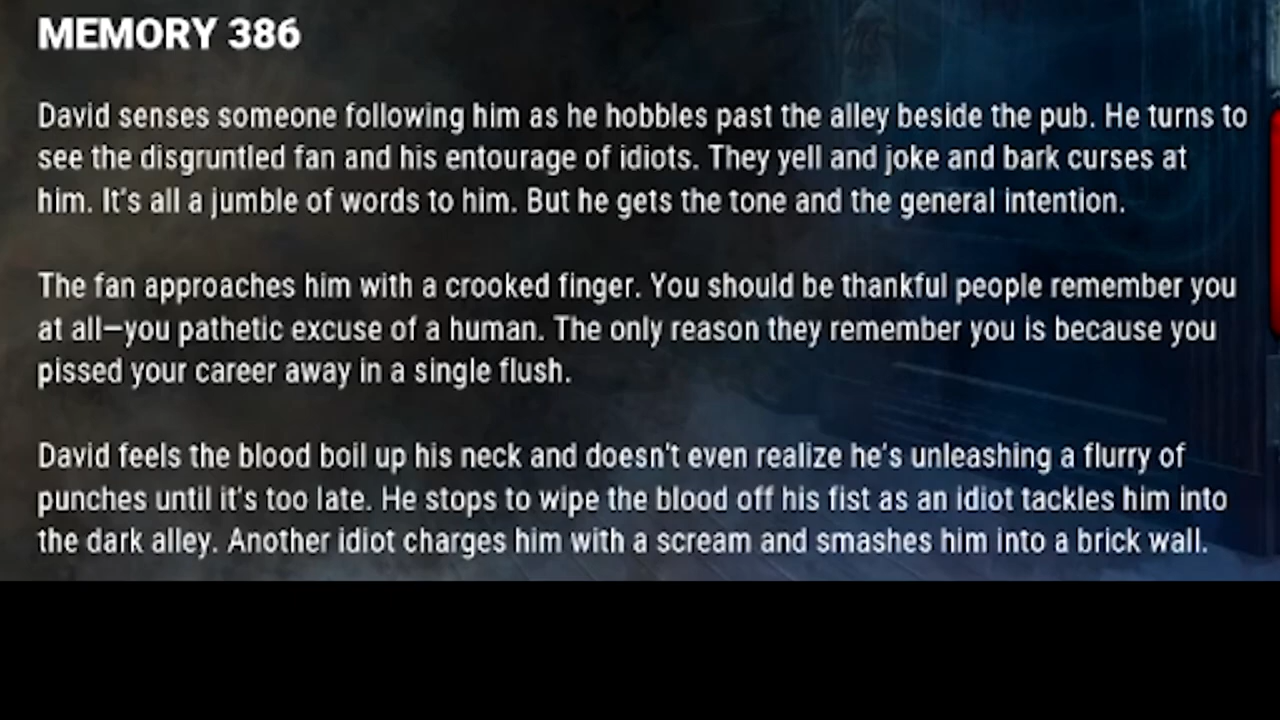 MEMORY 386
David senses someone following him as he hobbles past the alley beside the pub. He turns to
see the disgruntled fan and his entourage of idiots. They yell and joke and bark curses at
him. It's all a jumble of words to him. But he gets the tone and the general intention.
The fan approaches him with a crooked finger. You should be thankful people remember you
at all—you pathetic excuse of a human. The only reason they remember you is because you
pissed your career away in a single flush.
David feels the blood boil up his neck and doesn't even realize he's unleashing a flurry of
punches until it's too late. He stops to wipe the blood off his fist as an idiot tackles him into
the dark alley. Another idiot charges him with a scream and smashes him into a brick wall.